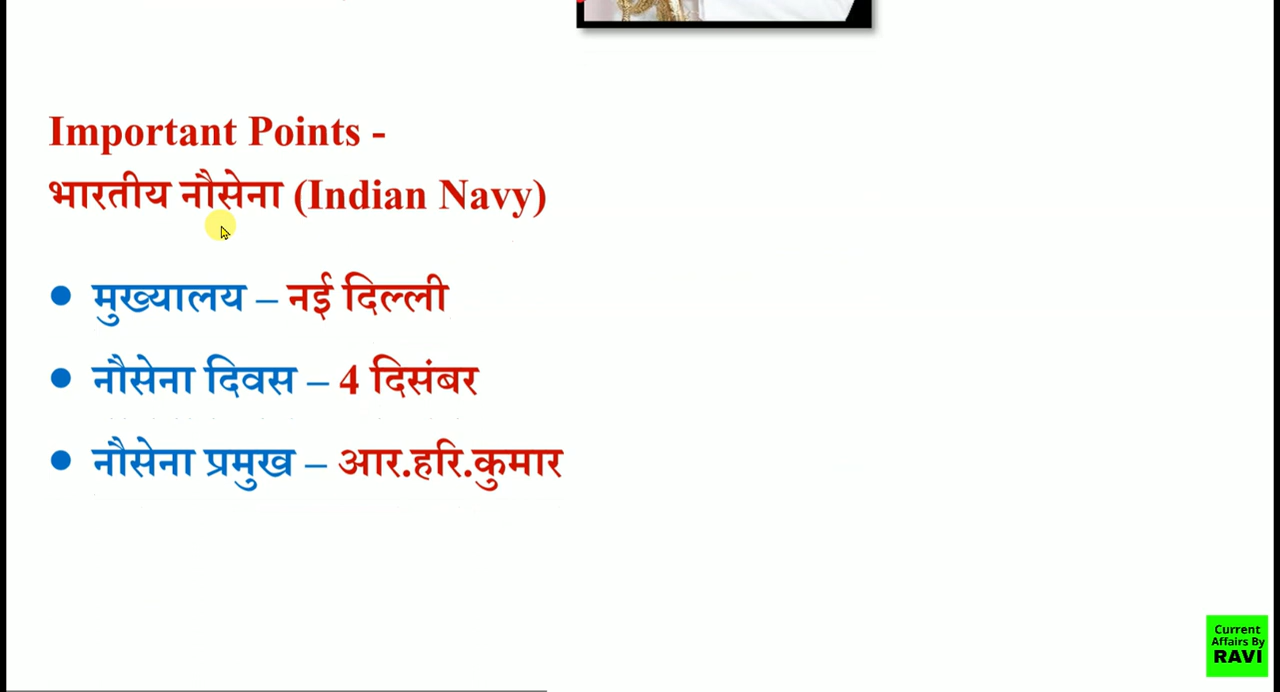 Important Points -
भारतीय नौसेना (Indian Navy)
● मुख्यालय – नई दिल्ली
● नौसेना दिवस – 4 दिसंबर
● नौसेना प्रमुख – आर.हरि.कुमार
Current
Affairs By
RAVI